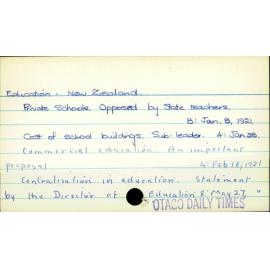 Education - New Zealand.
Private Schools. Opposed by State teachers.
8: Jan. 8, 1921.
Cost of school buildings. Sub-leader. 4: Jan 28.
Commercial education. An important
proposal 4: Feb 18, 1921
Centralisation in education. Statement
by the Director of Education 8: May 27 "
OTAGO DAILY TIMES